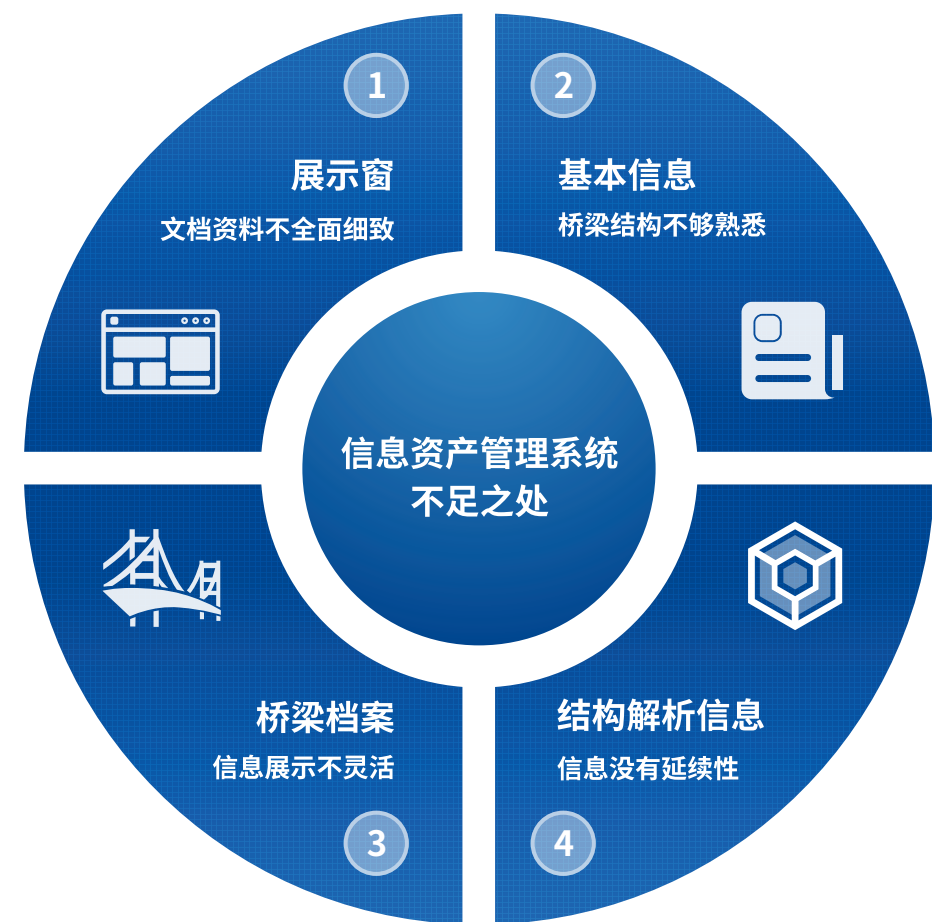 1
展示窗
文档资料不全面细致
2
基本信息
桥梁结构不够熟悉
信息资产管理系统
不足之处
桥梁档案
信息展示不灵活
3
结构解析信息
信息没有延续性
4